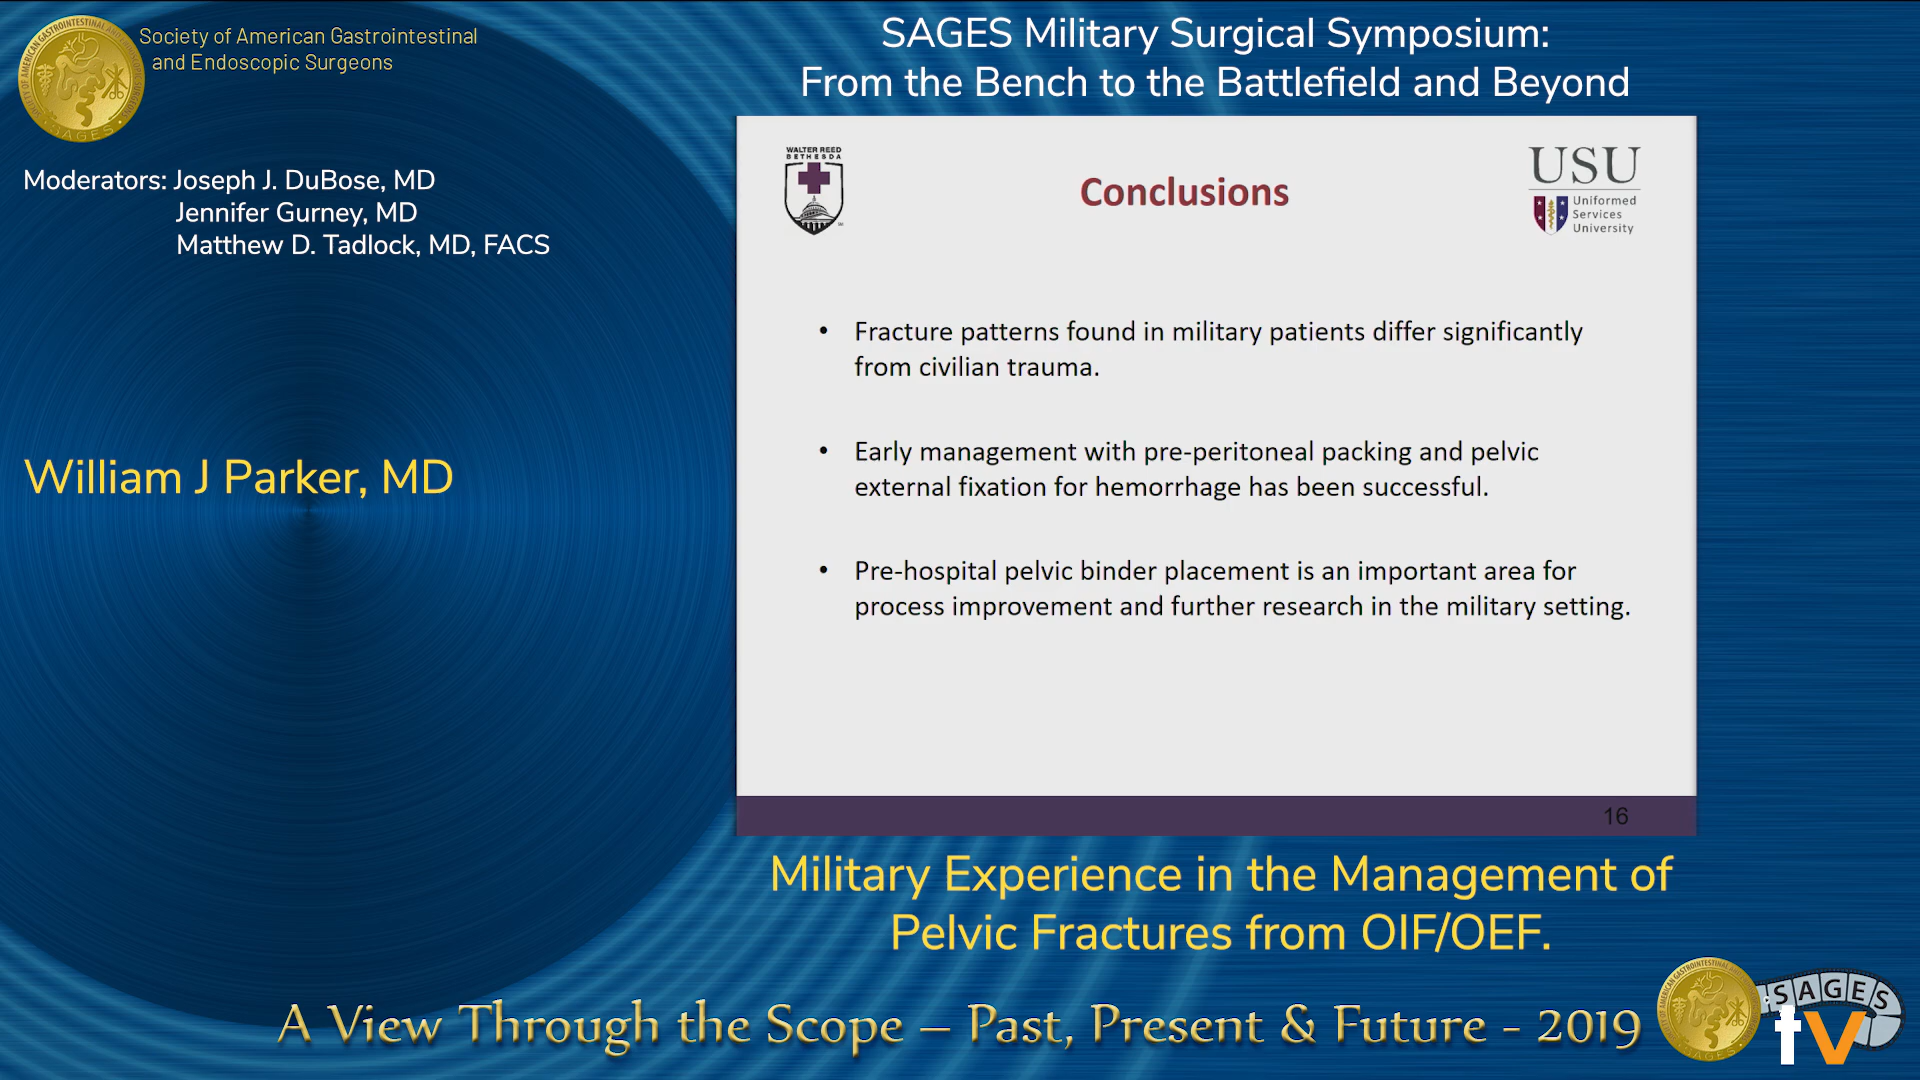 Society of American Gastrointestinal
and Endoscopic Surgeons
SAGES Military Surgical Symposium:
From the Bench to the Battlefield and Beyond
Moderators: Joseph J. DuBose, MD
Jennifer Gurney, MD
Matthew D. Tadlock, MD, FACS
William J Parker, MD
WALTER REED
BETHESDA
Conclusions
USU
Uniformed
Services
University
• Fracture patterns found in military patients differ significantly
from civilian trauma.
• Early management with pre-peritoneal packing and pelvic
external fixation for hemorrhage has been successful.
• Pre-hospital pelvic binder placement is an important area for
process improvement and further research in the military setting.
16
Military Experience in the Management of
Pelvic Fractures from OIF/OEF.
A View Through the Scope – Past, Present & Future - 2019
SAGES
tv